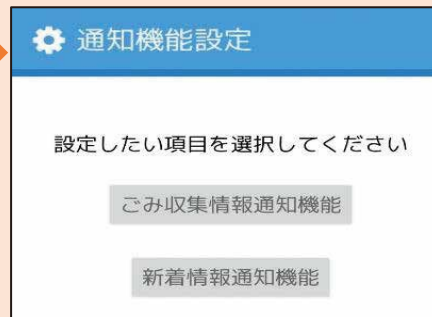 通知機能設定
設定したい項目を選択してください
ごみ収集情報通知機能
新着情報通知機能